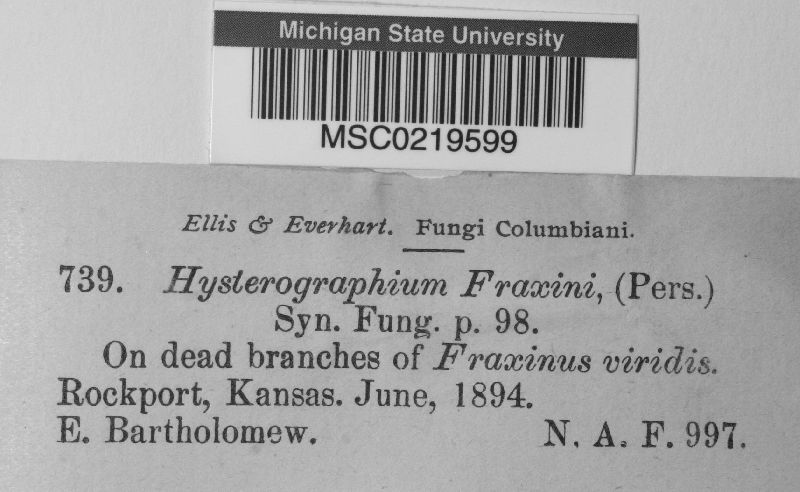 Michigan State University
MSC0219599
Ellis & Everhart. Fungi Columbiani.
739. Hysterographium Fraxini, (Pers.)
Syn. Fung. p. 98.
On dead branches of Fraxinus viridis.
Rockport, Kansas. June, 1894.
E. Bartholomew. N. A. F. 997.